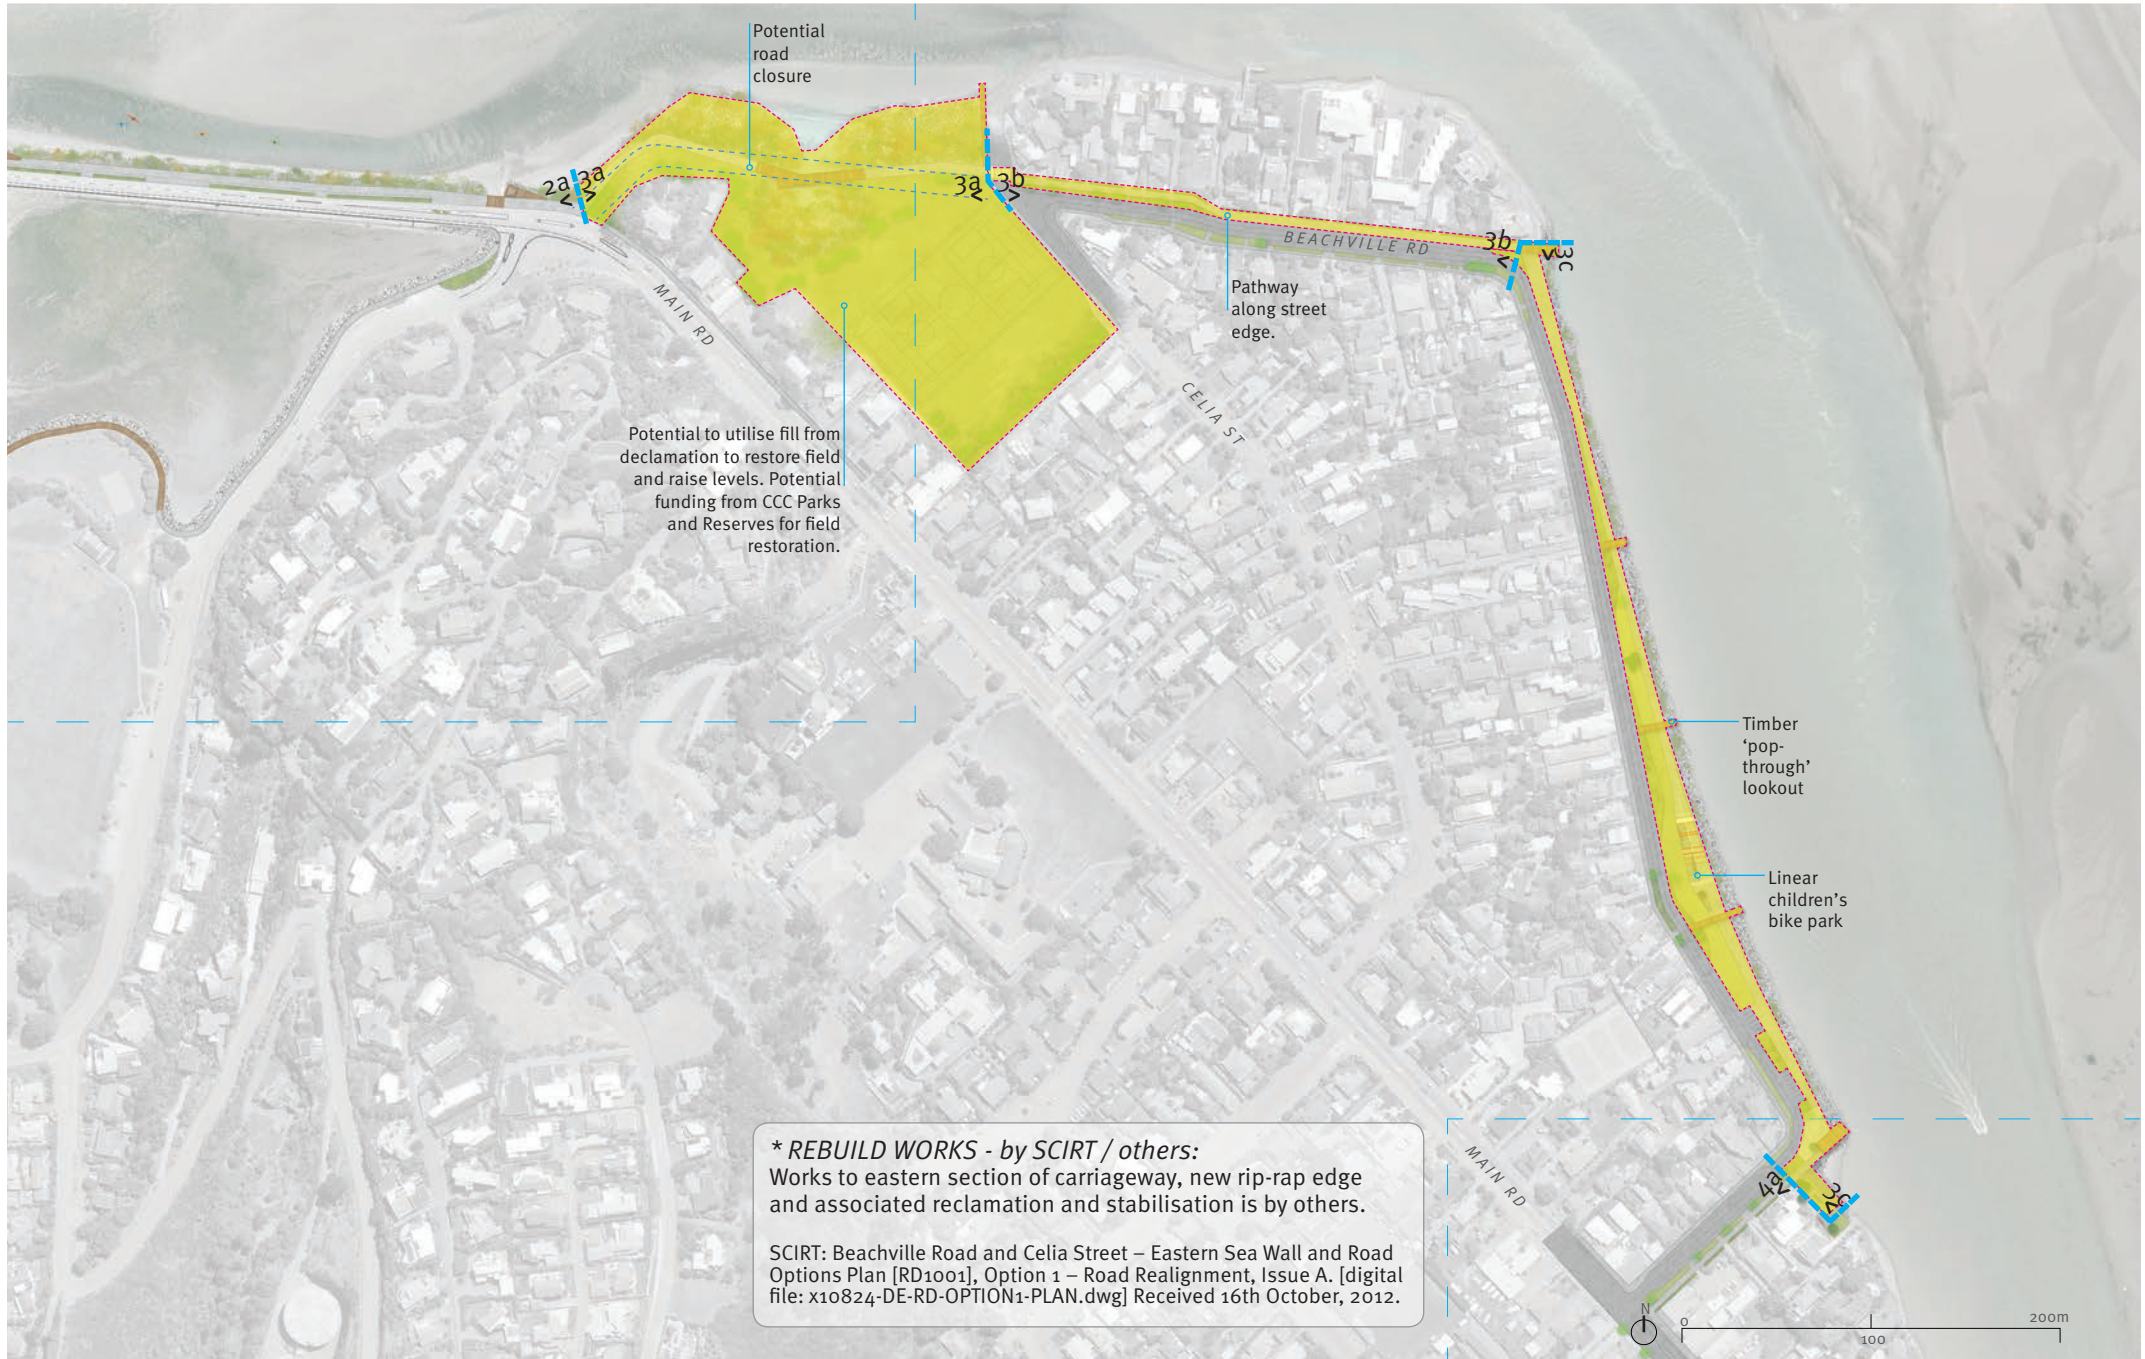 Potential
road
closure
2a
<
3a
>
3a
<
3b
>
BEACHVILLE RD
3b
<
3c
<
Pathway
along street
edge.
MAIN RD
CELIA ST
Potential to utilise fill from
declamation to restore field
and raise levels. Potential
funding from CCC Parks
and Reserves for field
restoration.
Timber
‘pop-
through’
lookout
Linear
children’s
bike park
* REBUILD WORKS - by SCIRT / others:
Works to eastern section of carriageway, new rip-rap edge
and associated reclamation and stabilisation is by others.
SCIRT: Beachville Road and Celia Street – Eastern Sea Wall and Road
Options Plan [RD1001], Option 1 – Road Realignment, Issue A. [digital
file: x10824-DE-RD-OPTION1-PLAN.dwg] Received 16th October, 2012.
MAIN RD
4a
<
3c
<
N
0
100
200m